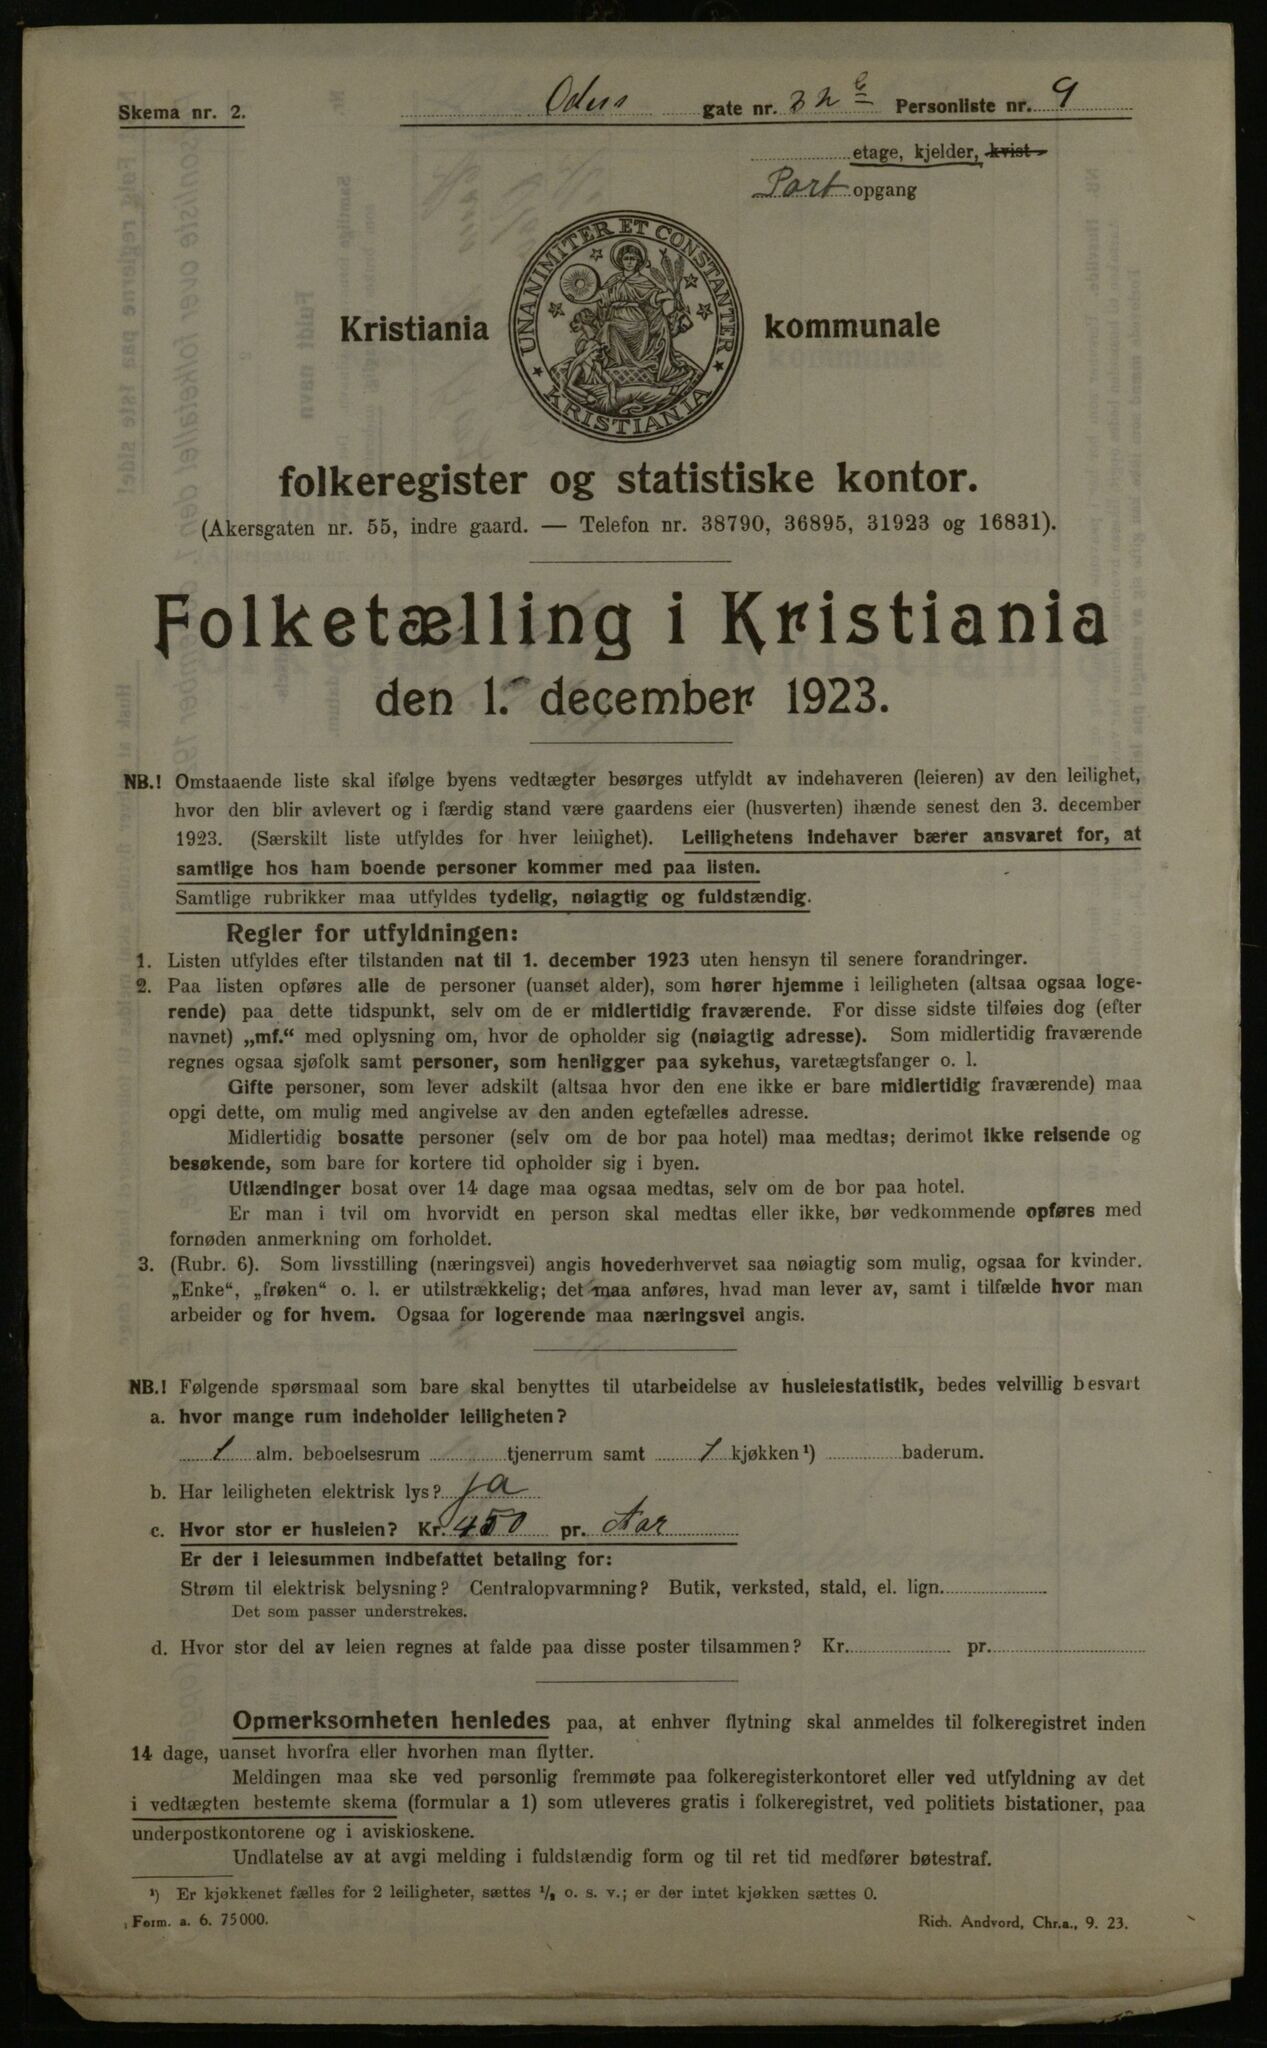 Skema nr. 2.
Odins gate nr. 32 b Personliste nr. 9
etage, kjelder, kvist
Port opgang
UNANIMITER ET CONSTANTER
KRISTIANIA
Kristiania kommunale
folkeregister og statistiske kontor.
(Akersgaten nr. 55, indre gaard. — Telefon nr. 38790, 36895, 31923 og 16831).
Folketælling i Kristiania
den 1. december 1923.
NB.! Omstaaende liste skal ifølge byens vedtægter besørges utfyldt av indehaveren (leieren) av den leilighet,
hvor den blir avlevert og i færdig stand være gaardens eier (husverten) ihænde senest den 3. december
1923. (Særskilt liste utfyldes for hver leilighet). Leilighetens indehaver bærer ansvaret for, at
samtlige hos ham boende personer kommer med paa listen.
Samtlige rubrikker maa utfyldes tydelig, nøiagtig og fuldstændig.
Regler for utfyldningen:
1. Listen utfyldes efter tilstanden nat til 1. december 1923 uten hensyn til senere forandringer.
2. Paa listen opføres alle de personer (uanset alder), som hører hjemme i leiligheten (altsaa ogsaa loge-
rende) paa dette tidspunkt, selv om de er midlertidig fraværende. For disse sidste tilføies dog (efter
navnet) „mf.“ med oplysning om, hvor de opholder sig (nøiagtig adresse). Som midlertidig fraværende
regnes ogsaa sjøfolk samt personer, som henligger paa sykehus, varetægtsfanger o. l.
Gifte personer, som lever adskilt (altsaa hvor den ene ikke er bare midlertidig fraværende) maa
opgi dette, om mulig med angivelse av den anden egtefælles adresse.
Midlertidig bosatte personer (selv om de bor paa hotel) maa medtas; derimot ikke reisende og
besøkende, som bare for kortere tid opholder sig i byen.
Utlændinger bosat over 14 dage maa ogsaa medtas, selv om de bor paa hotel.
Er man i tvil om hvorvidt en person skal medtas eller ikke, bør vedkommende opføres med
fornøden anmerkning om forholdet.
3. (Rubr. 6). Som livsstilling (næringsvei) angis hovederhvervet saa nøiagtig som mulig, ogsaa for kvinder.
„Enke“, „frøken“ o. l. er utilstrækkelig; det maa anføres, hvad man lever av, samt i tilfælde hvor man
arbeider og for hvem. Ogsaa for logerende maa næringsvei angis.
NB.! Følgende spørsmaal som bare skal benyttes til utarbeidelse av husleiestatistik, bedes velvillig besvart
a. hvor mange rum indeholder leiligheten?
1 alm. beboelsesrum tjenerrum samt 1 kjøkken ¹) baderum.
b. Har leiligheten elektrisk lys? ja
c. Hvor stor er husleien? Kr. 450 pr. Aar
Er der i leiesummen indbefattet betaling for:
Strøm til elektrisk belysning? Centralopvarmning? Butik, verksted, stald, el. lign.
Det som passer understrekes.
d. Hvor stor del av leien regnes at falde paa disse poster tilsammen? Kr. pr.
Opmerksomheten henledes paa, at enhver flytning skal anmeldes til folkeregistret inden
14 dage, uanset hvorfra eller hvorhen man flytter.
Meldingen maa ske ved personlig fremmøte paa folkeregisterkontoret eller ved utfyldning av det
i vedtægten bestemte skema (formular a 1) som utleveres gratis i folkeregistret, ved politiets bistationer, paa
underpostkontorene og i aviskioskene.
Undlatelse av at avgi melding i fuldstændig form og til ret tid medfører bøtestraf.
¹) Er kjøkkenet fælles for 2 leiligheter, sættes ½ o. s. v.; er der intet kjøkken sættes 0.
Form. a. 6. 75000.
Rich. Andvord, Chr.a., 9. 23.